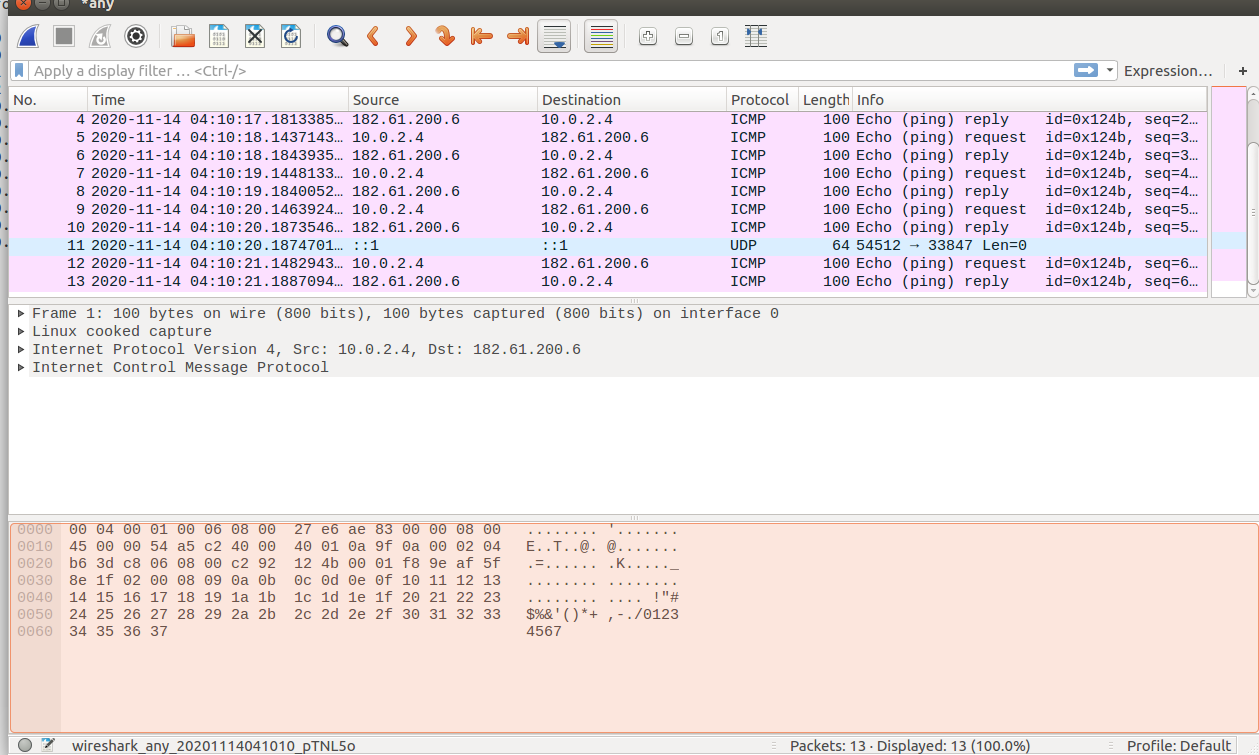 *any
Apply a display filter … <Ctrl-/>
Expression… +
No. Time Source Destination Protocol Length Info
4 2020-11-14 04:10:17.1813385… 182.61.200.6 10.0.2.4 ICMP 100 Echo (ping) reply id=0x124b, seq=2…
5 2020-11-14 04:10:18.1437143… 10.0.2.4 182.61.200.6 ICMP 100 Echo (ping) request id=0x124b, seq=3…
6 2020-11-14 04:10:18.1843935… 182.61.200.6 10.0.2.4 ICMP 100 Echo (ping) reply id=0x124b, seq=3…
7 2020-11-14 04:10:19.1448133… 10.0.2.4 182.61.200.6 ICMP 100 Echo (ping) request id=0x124b, seq=4…
8 2020-11-14 04:10:19.1840052… 182.61.200.6 10.0.2.4 ICMP 100 Echo (ping) reply id=0x124b, seq=4…
9 2020-11-14 04:10:20.1463924… 10.0.2.4 182.61.200.6 ICMP 100 Echo (ping) request id=0x124b, seq=5…
10 2020-11-14 04:10:20.1873546… 182.61.200.6 10.0.2.4 ICMP 100 Echo (ping) reply id=0x124b, seq=5…
11 2020-11-14 04:10:20.1874701… ::1 ::1 UDP 64 54512 → 33847 Len=0
12 2020-11-14 04:10:21.1482943… 10.0.2.4 182.61.200.6 ICMP 100 Echo (ping) request id=0x124b, seq=6…
13 2020-11-14 04:10:21.1887094… 182.61.200.6 10.0.2.4 ICMP 100 Echo (ping) reply id=0x124b, seq=6…
Frame 1: 100 bytes on wire (800 bits), 100 bytes captured (800 bits) on interface 0
Linux cooked capture
Internet Protocol Version 4, Src: 10.0.2.4, Dst: 182.61.200.6
Internet Control Message Protocol
0000 00 04 00 01 00 06 08 00 27 e6 ae 83 00 00 08 00 ........ '.......
0010 45 00 00 54 a5 c2 40 00 40 01 0a 9f 0a 00 02 04 E..T..@. @.......
0020 b6 3d c8 06 08 00 c2 92 12 4b 00 01 f8 9e af 5f .=...... .K....._
0030 8e 1f 02 00 08 09 0a 0b 0c 0d 0e 0f 10 11 12 13 ........ ........
0040 14 15 16 17 18 19 1a 1b 1c 1d 1e 1f 20 21 22 23 ........ .... !"#
0050 24 25 26 27 28 29 2a 2b 2c 2d 2e 2f 30 31 32 33 $%&'()*+ ,-./0123
0060 34 35 36 37 4567
wireshark_any_20201114041010_pTNL5o Packets: 13 · Displayed: 13 (100.0%) Profile: Default